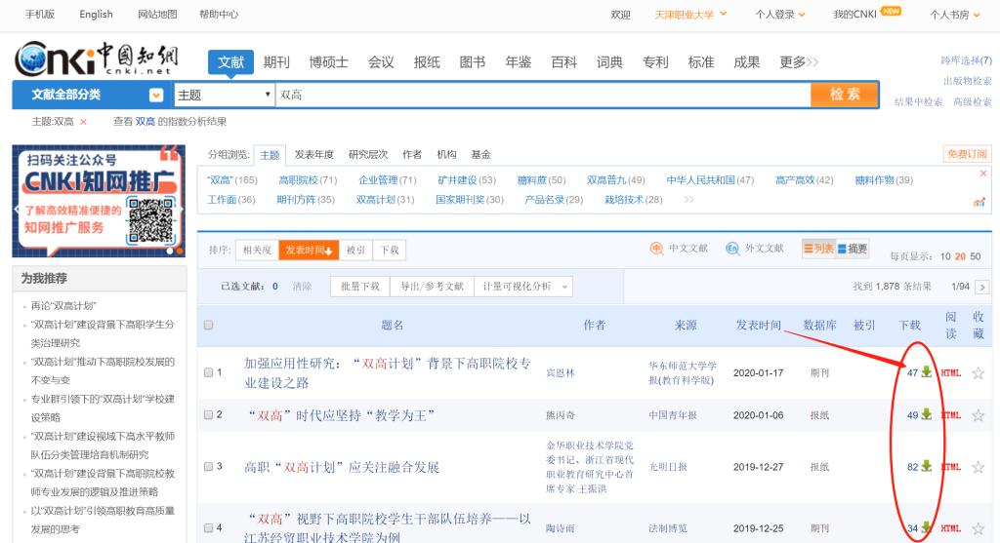 手机版 English 网站地图 帮助中心 欢迎 天津职业大学 个人登录 我的CNKI NEW 个人书房
Cnki中國知網
cnki.net
文献 期刊 博硕士 会议 报纸 图书 年鉴 百科 词典 专利 标准 成果 更多>>
跨库选择(7)
出版物检索
结果中检索 高级检索
文献全部分类 主题 双高 检索
主题:双高 × 查看 双高 的指数分析结果
扫码关注公众号
CNKI知网推广
了解高效精准便捷的
知网推广服务
分组浏览: 主题 发表年度 研究层次 作者 机构 基金 免费订阅
“双高”(165) 高职院校(71) 企业管理(71) 矿井建设(53) 糖料蔗(50) 双高普九(49) 中华人民共和国(47) 高产高效(42) 糖料作物(39) ×
工作面(36) 期刊方阵(35) 双高计划(31) 国家期刊奖(30) 产品名录(29) 栽培技术(28) >>
排序: 相关度 发表时间 被引 下载 中文文献 En 外文文献 列表 摘要 每页显示: 10 20 50
已选文献: 0 清除 批量下载 导出/参考文献 计量可视化分析 找到 1,878 条结果 1/94 >
题名 作者 来源 发表时间 数据库 被引 下载 阅读 收藏
1 加强应用性研究：“双高计划”背景下高职院校专
业建设之路 宾恩林 华东师范大学学
报(教育科学版) 2020-01-17 期刊 47 HTML
2 “双高”时代应坚持“教学为王” 熊丙奇 中国青年报 2020-01-06 报纸 49 HTML
3 高职“双高计划”应关注融合发展 金华职业技术学院党
委书记、浙江省现代
职业教育研究中心首
席专家 王振洪 光明日报 2019-12-27 报纸 82 HTML
4 “双高”视野下高职院校学生干部队伍培养——以
江苏经贸职业技术学院为例 陶诗雨 法制博览 2019-12-25 期刊 34 HTML
为我推荐
再论“双高计划”
“双高计划”建设背景下高职学生分
类治理研究
“双高计划”推动下高职院校发展的
不变与变
专业群引领下的“双高计划”学校建
设策略
“双高计划”建设视域下高水平教师
队伍分类管理培育机制研究
“双高计划”建设背景下高职院校教
师专业发展的逻辑及推进策略
以“双高计划”引领高职教育高质量
发展的思考